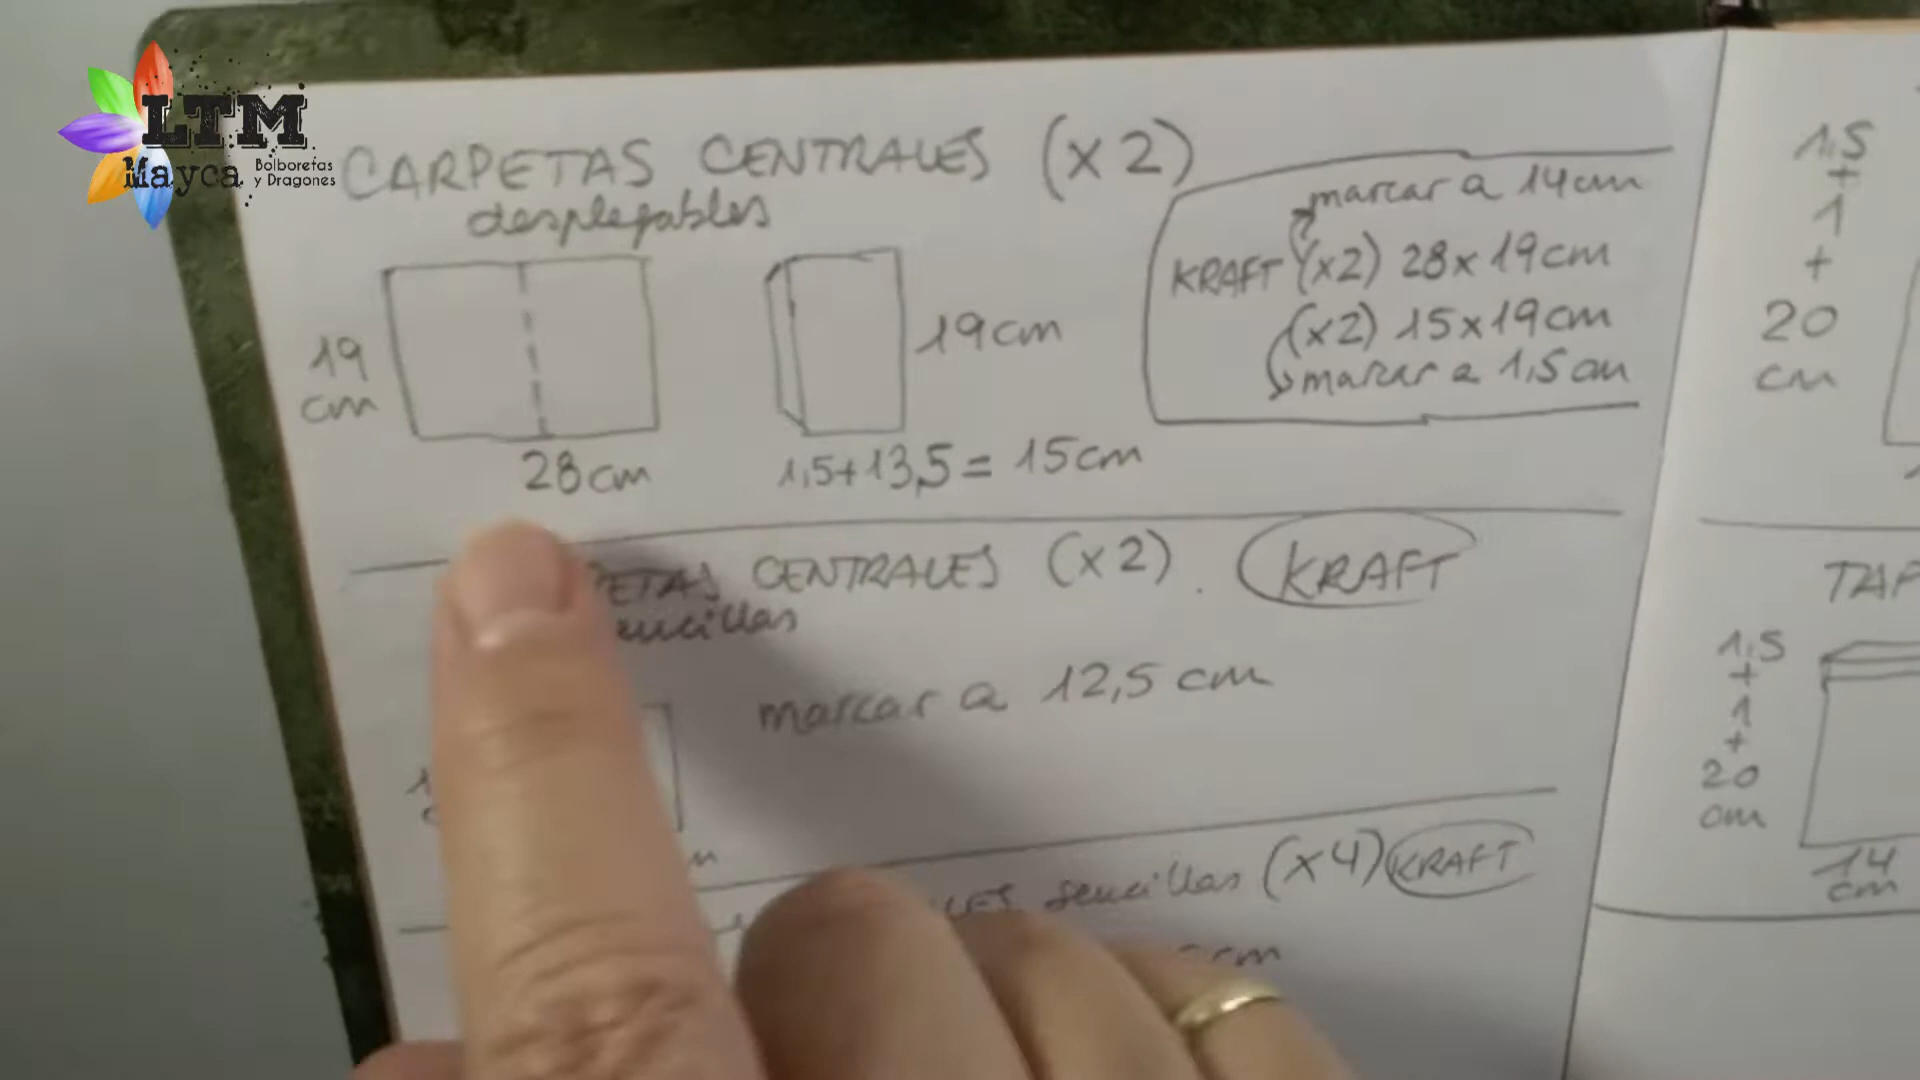 LTM
Mayca Bolboretas y Dragones
CARPETAS CENTRALES (x2)
desplegables
19 cm
28cm
19cm
1,5+13,5 = 15cm
marcar a 14cm
KRAFT (x2) 28x19cm
(x2) 15x19cm
marcar a 1,5cm
CENTRALES (x2). KRAFT
marcar a 12,5 cm
sencillas (x4) KRAFT
cm
1,5
+
1
+
20
cm
1,5
+
1
+
20
cm
14
cm